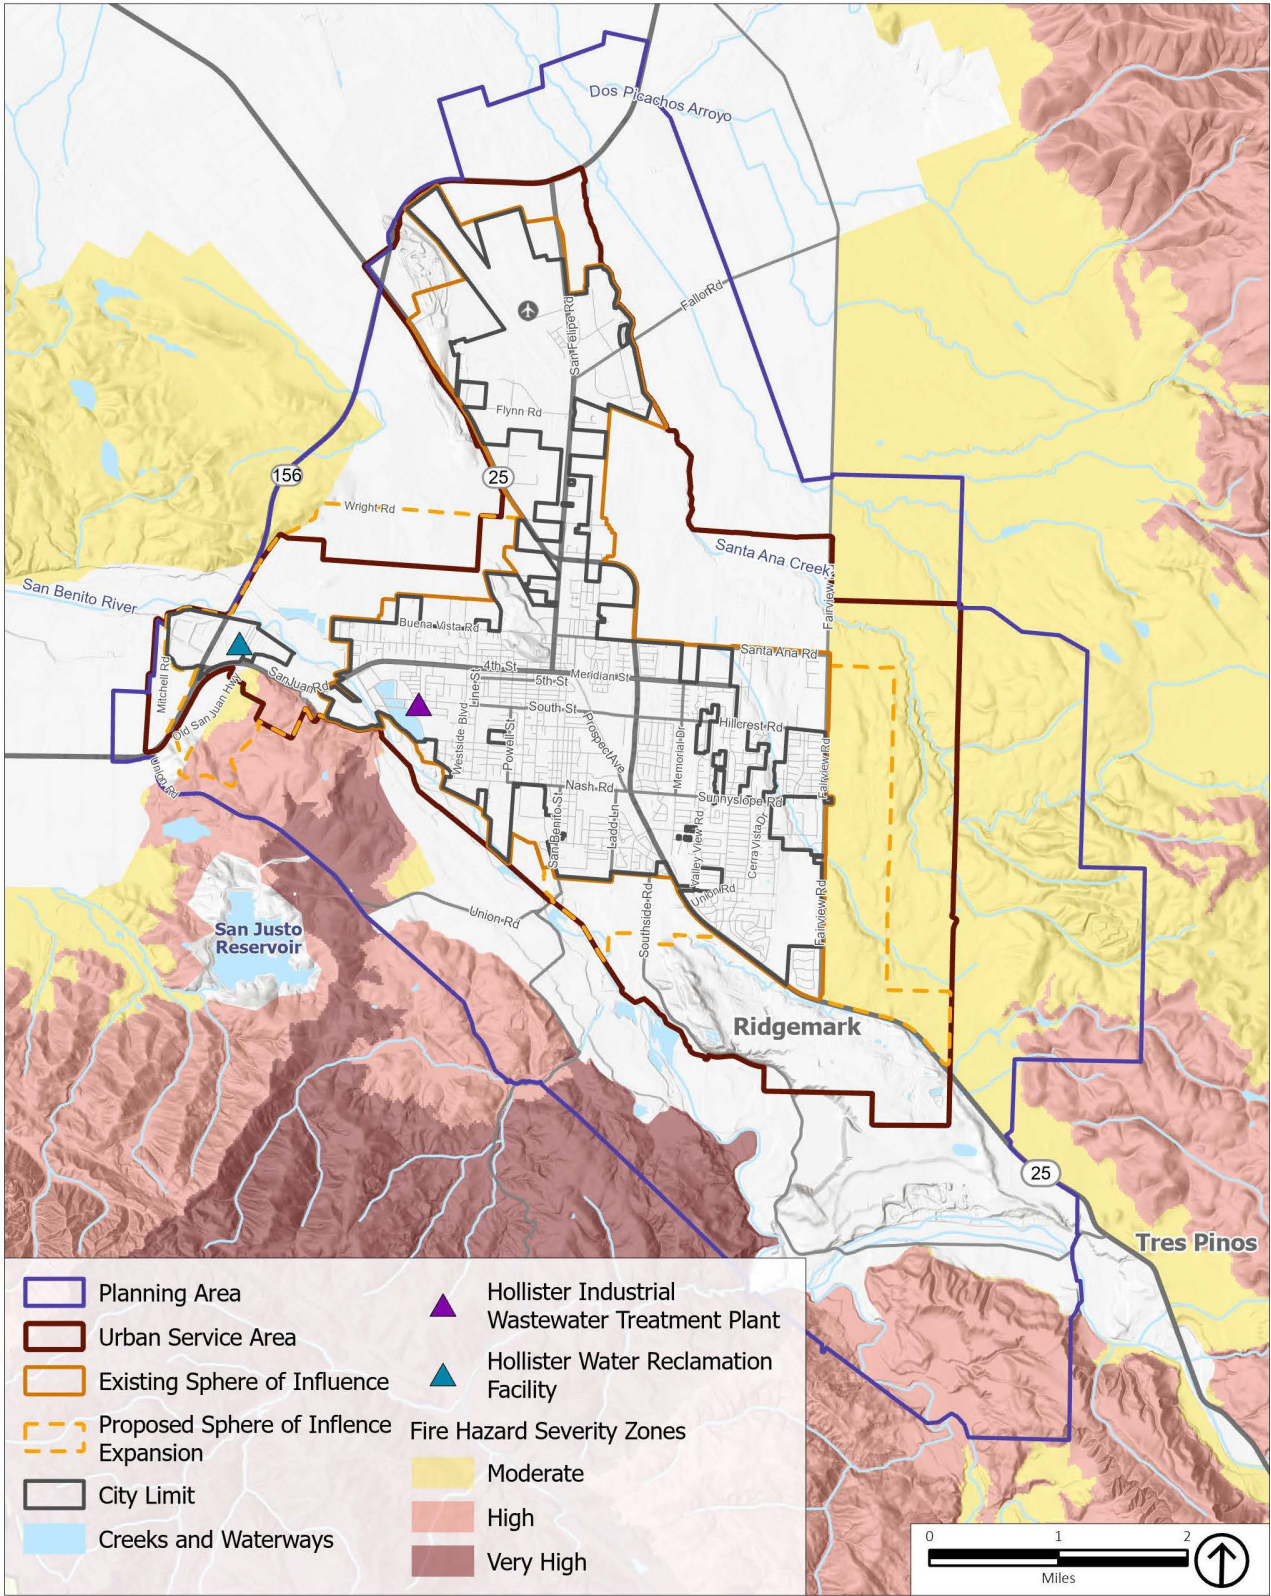 Dos Picachos Arroyo
Fallon Rd
San Felipe Rd
Flynn Rd
156
25
Wright Rd
Santa Ana Creek
Fairview Rd
San Benito River
Buena Vista Rd
Santa Ana Rd
4th St
Meridian St
5th St
San Juan Rd
Mitchell Rd
Old San Juan Hwy
Line St
South St
Hillcrest Rd
Westside Blvd
Powell St
Prospect Ave
Memorial Dr
Fairview Rd
Union Rd
Nash Rd
Sunnyslope Rd
San Benito St
Ladd Ln
Valley View Rd
Cerra Vista Dr
Union Rd
Union Rd
Southside Rd
Fairview Rd
San Justo
Reservoir
Ridgemark
25
Tres Pinos
Planning Area
Urban Service Area
Existing Sphere of Influence
Proposed Sphere of Inflence
Expansion
City Limit
Creeks and Waterways
Hollister Industrial
Wastewater Treatment Plant
Hollister Water Reclamation
Facility
Fire Hazard Severity Zones
Moderate
High
Very High
0 1 2
Miles